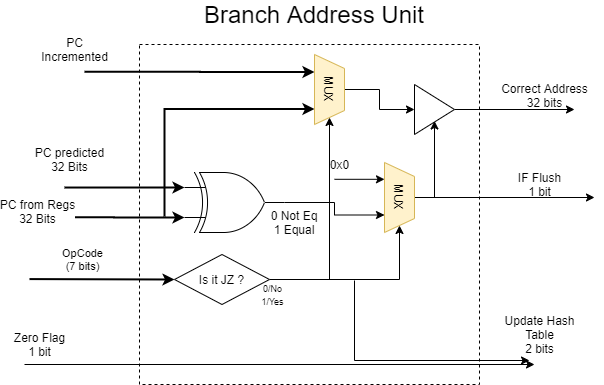 Branch Address Unit
PC
Incremented
MUX
Correct Address
32 bits
PC predicted
32 Bits
0x0
MUX
IF Flush
1 bit
PC from Regs
32 Bits
0 Not Eq
1 Equal
OpCode
(7 bits)
Is it JZ ?
0/No
1/Yes
Zero Flag
1 bit
Update Hash
Table
2 bits